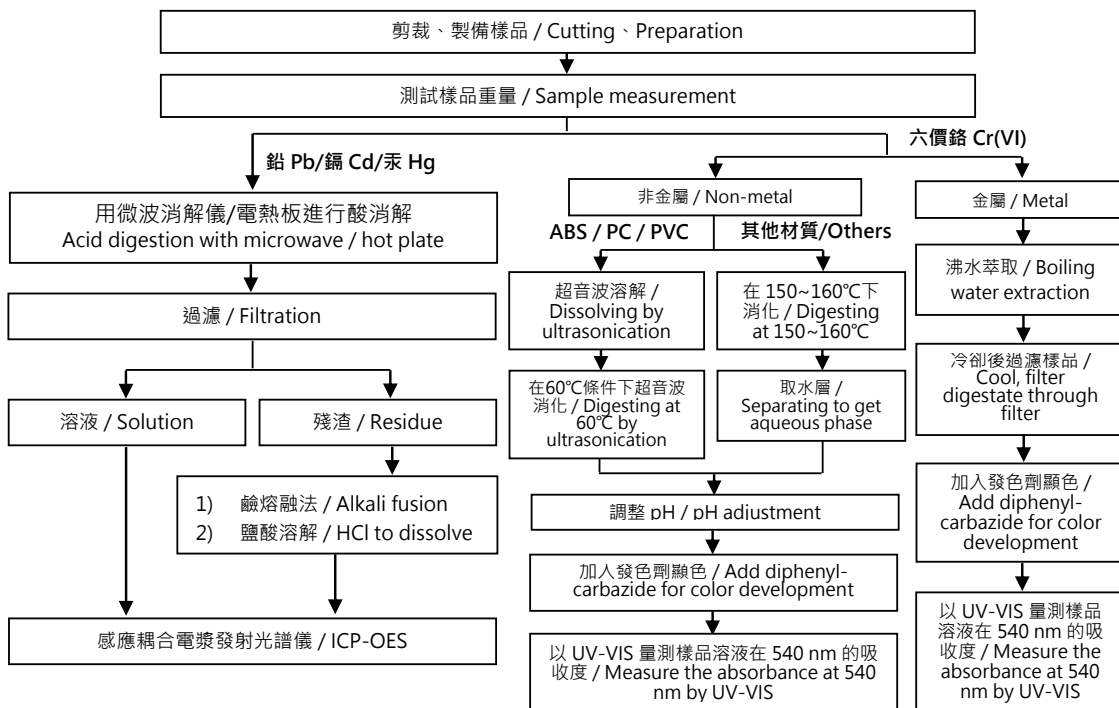 剪裁、製備樣品 / Cutting、Preparation
測試樣品重量 / Sample measurement
鉛 Pb/鎘 Cd/汞 Hg
六價鉻 Cr(VI)
用微波消解儀/電熱板進行酸消解
Acid digestion with microwave / hot plate
過濾 / Filtration
溶液 / Solution
殘渣 / Residue
1) 鹼熔融法 / Alkali fusion
2) 鹽酸溶解 / HCl to dissolve
感應耦合電漿發射光譜儀 / ICP-OES
非金屬 / Non-metal
ABS / PC / PVC
其他材質/Others
超音波溶解 /
Dissolving by
ultrasonication
在60℃條件下超音波
消化 / Digesting at
60℃ by
ultrasonication
在 150~160℃下
消化 / Digesting
at 150~160℃
取水層 /
Separating to get
aqueous phase
調整 pH / pH adjustment
加入發色劑顯色 / Add diphenyl-
carbazide for color development
以 UV-VIS 量測樣品溶液在 540 nm 的吸
收度 / Measure the absorbance at 540
nm by UV-VIS
金屬 / Metal
沸水萃取 / Boiling
water extraction
冷卻後過濾樣品 /
Cool, filter
digestate through
filter
加入發色劑顯色 /
Add diphenyl-
carbazide for color
development
以 UV-VIS 量測樣品
溶液在 540 nm 的吸
收度 / Measure the
absorbance at 540
nm by UV-VIS